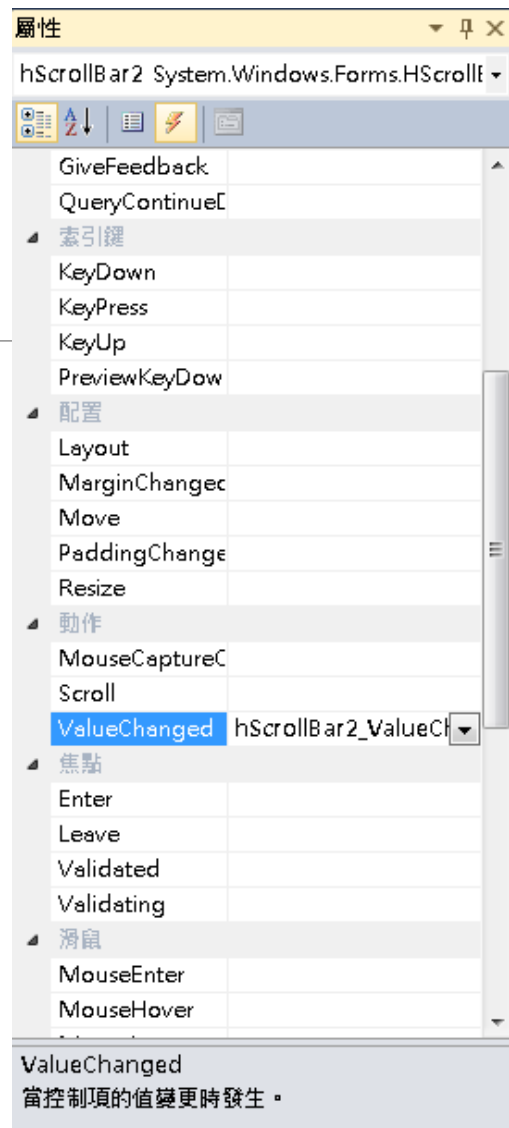 屬性
hScrollBar2 System.Windows.Forms.HScrollE
GiveFeedback
QueryContinueD
索引鍵
KeyDown
KeyPress
KeyUp
PreviewKeyDow
配置
Layout
MarginChangec
Move
PaddingChange
Resize
動作
MouseCaptureC
Scroll
ValueChanged hScrollBar2_ValueCh
焦點
Enter
Leave
Validated
Validating
滑鼠
MouseEnter
MouseHover
ValueChanged
當控制項的值變更時發生。